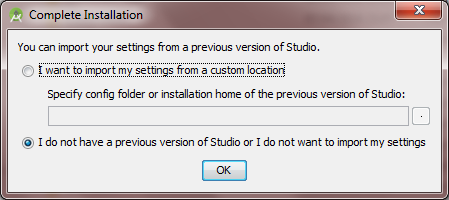 Complete Installation
You can import your settings from a previous version of Studio.
I want to import my settings from a custom location
Specify config folder or installation home of the previous version of Studio:
.
I do not have a previous version of Studio or I do not want to import my settings
OK